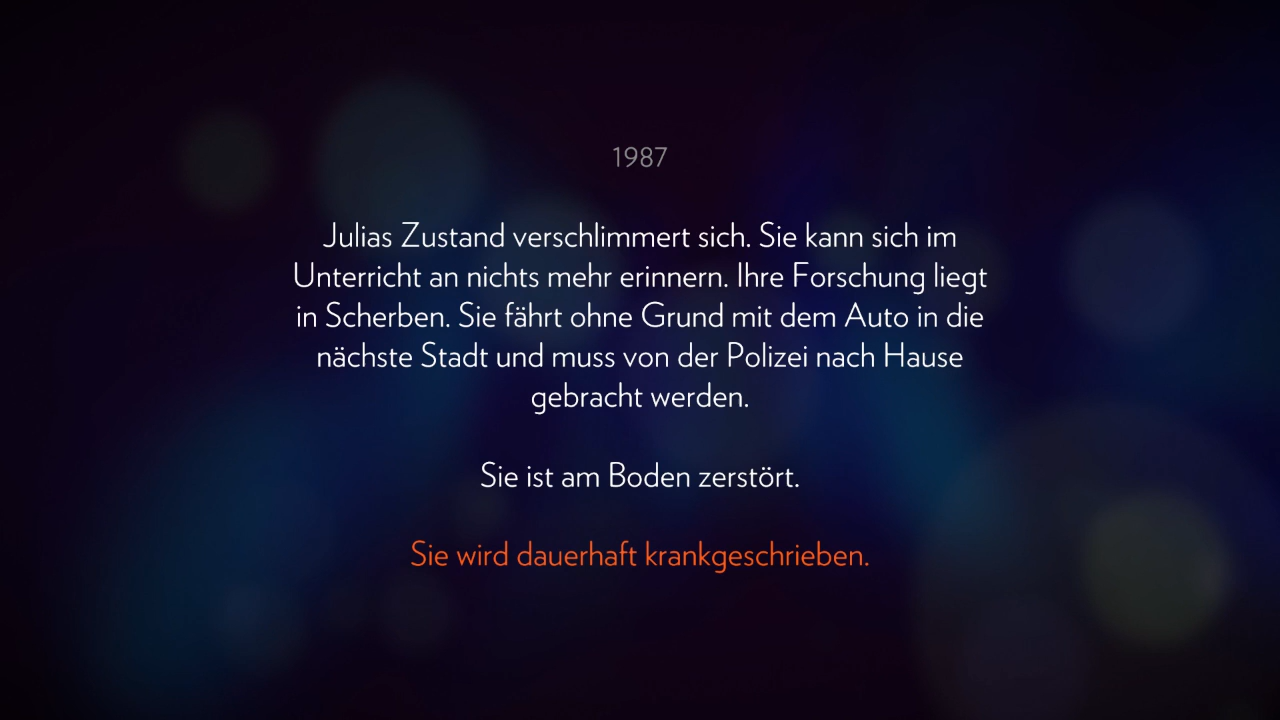 1987
Julias Zustand verschlimmert sich. Sie kann sich im
Unterricht an nichts mehr erinnern. Ihre Forschung liegt
in Scherben. Sie fährt ohne Grund mit dem Auto in die
nächste Stadt und muss von der Polizei nach Hause
gebracht werden.
Sie ist am Boden zerstört.
Sie wird dauerhaft krankgeschrieben.